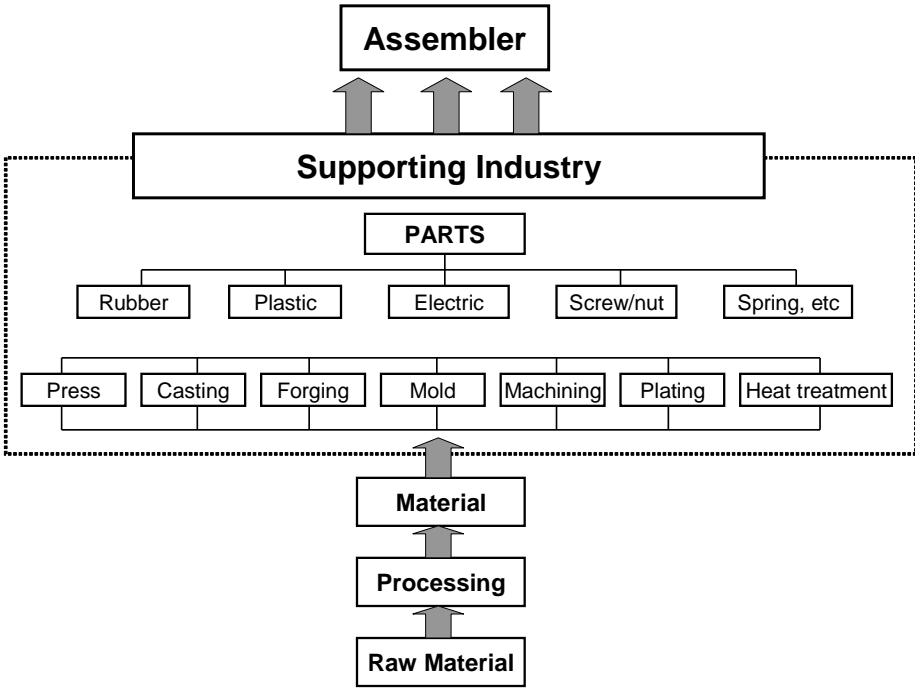 Assembler
Supporting Industry
PARTS
Rubber
Plastic
Electric
Screw/nut
Spring, etc
Press
Casting
Forging
Mold
Machining
Plating
Heat treatment
Material
Processing
Raw Material